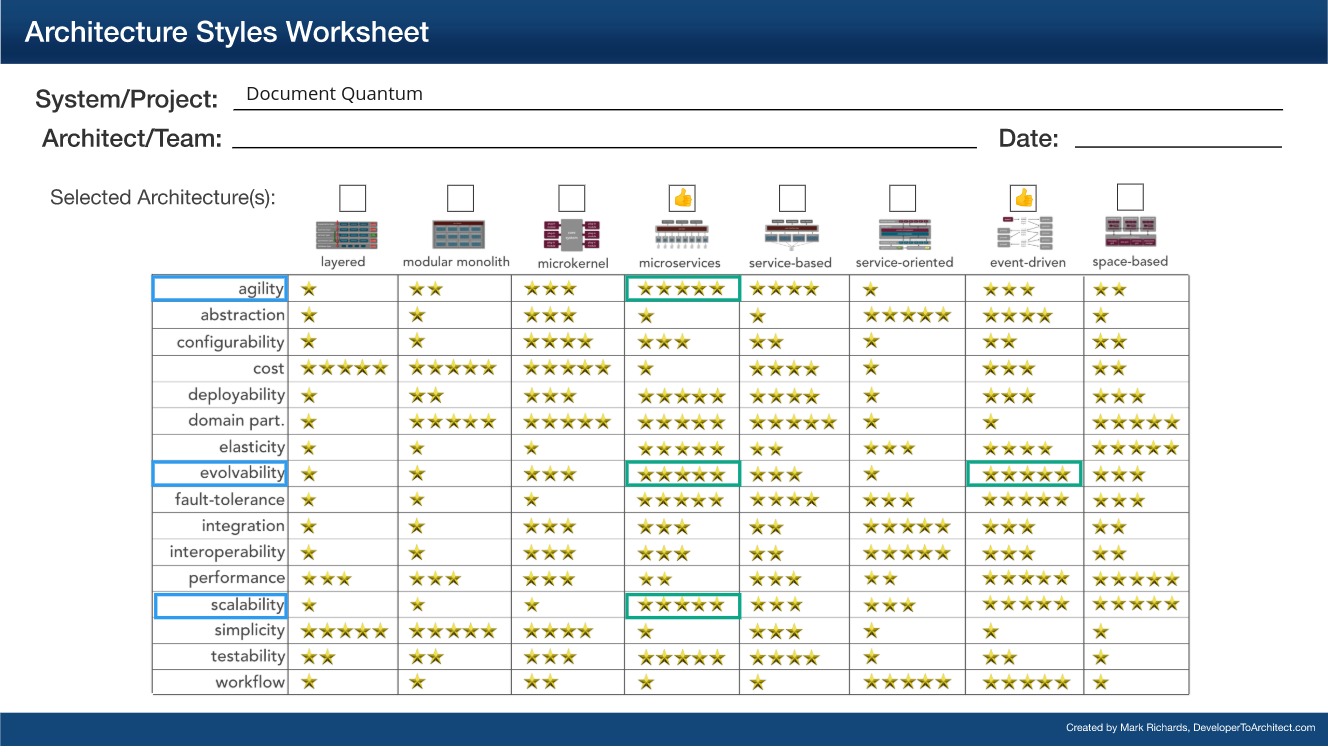 Architecture Styles Worksheet
System/Project: Document Quantum
Architect/Team: Date:
Selected Architecture(s):
layered modular monolith microkernel microservices service-based service-oriented event-driven space-based
agility
abstraction
configurability
cost
deployability
domain part.
elasticity
evolvability
fault-tolerance
integration
interoperability
performance
scalability
simplicity
testability
workflow
Created by Mark Richards, DeveloperToArchitect.com